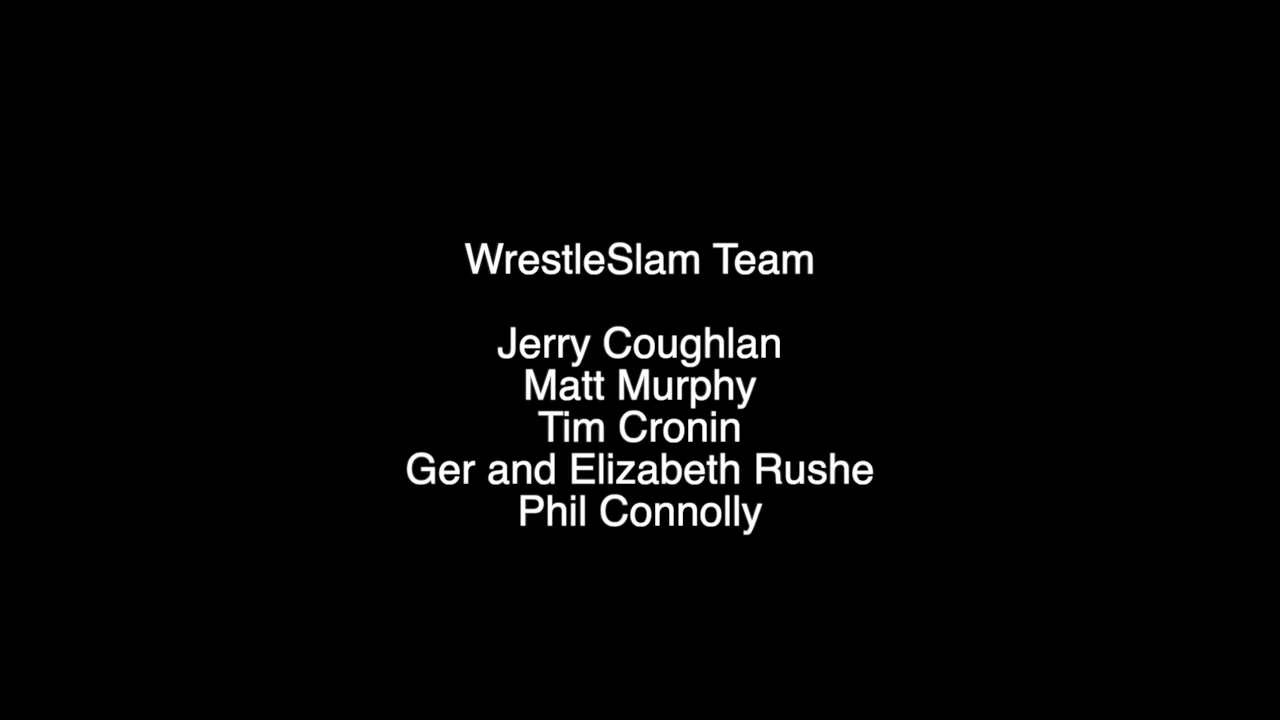 WrestleSlam Team
Jerry Coughlan
Matt Murphy
Tim Cronin
Ger and Elizabeth Rushe
Phil Connolly